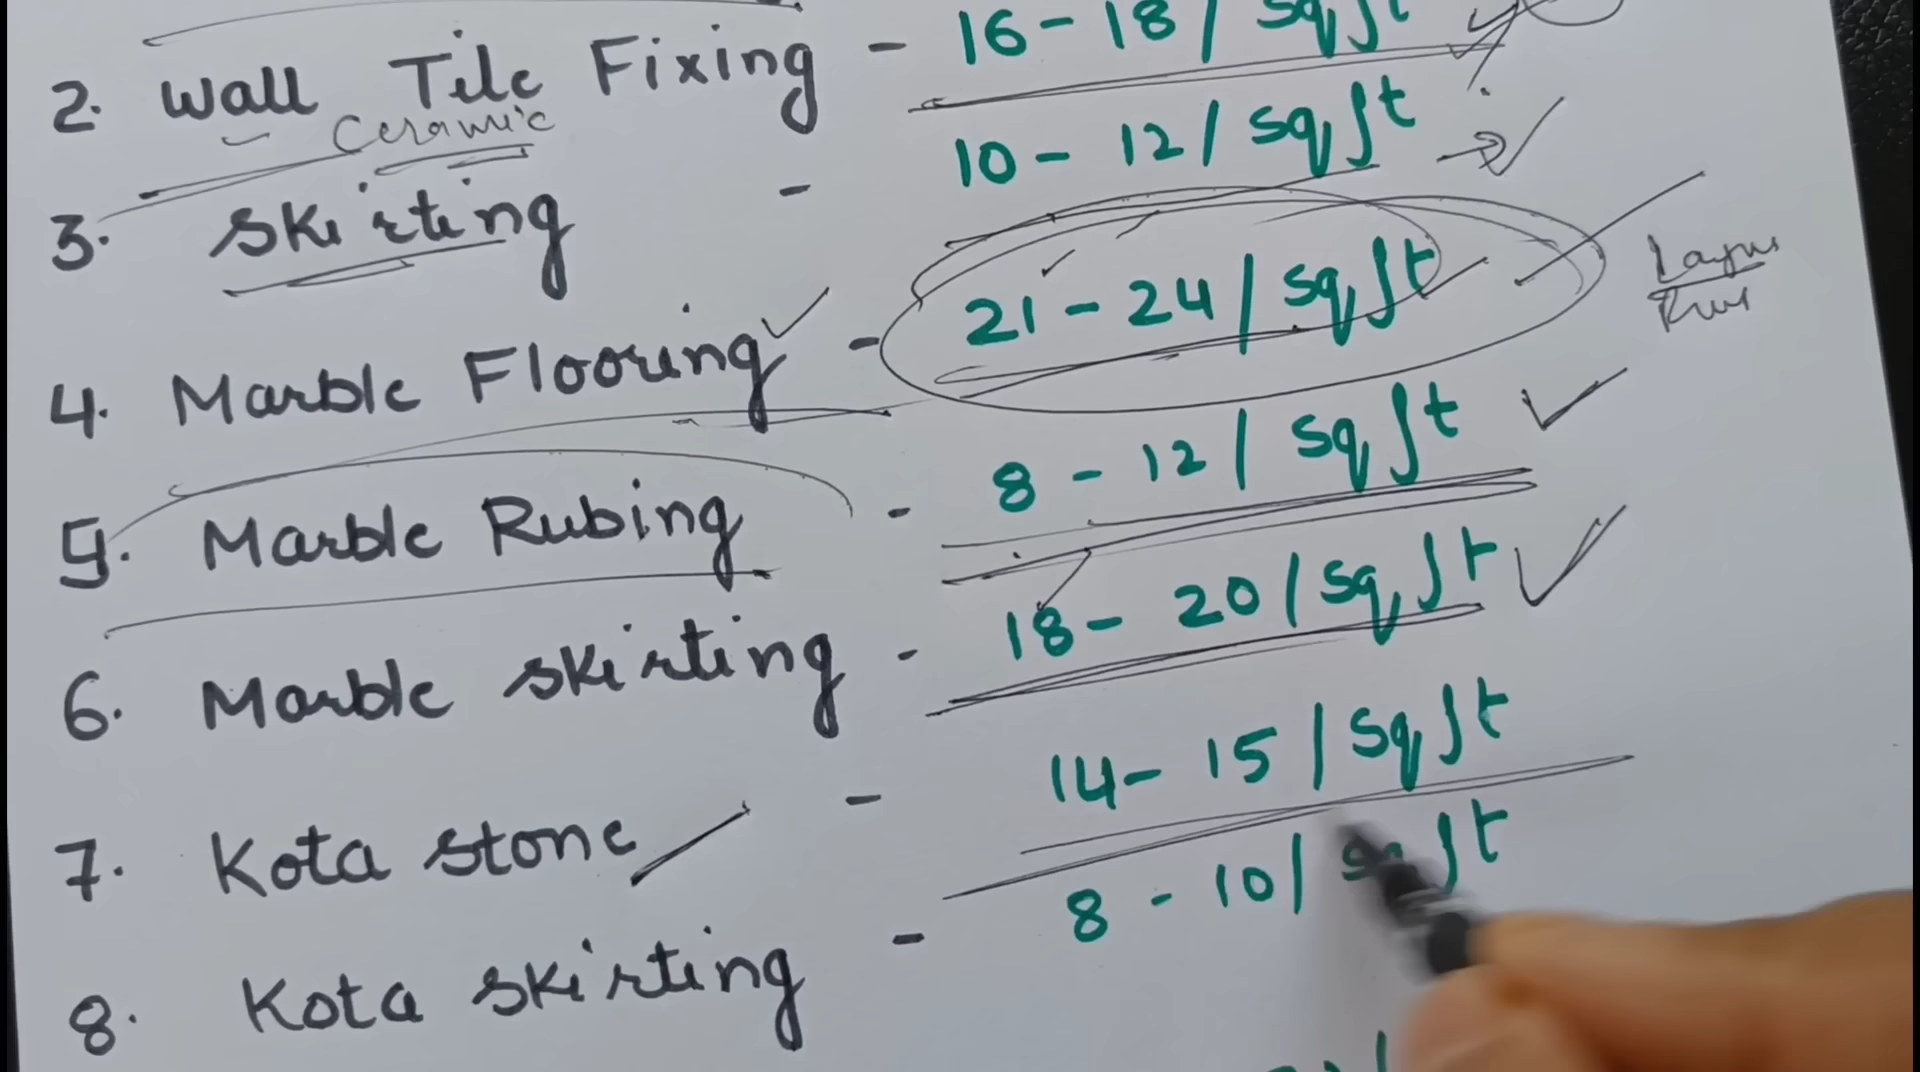 2. Wall Tile Fixing - 16-18/sqft
Ceramic
3. Skirting - 10-12/sqft
4. Marble Flooring - 21-24/sqft
5. Marble Rubing - 8-12/sqft
6. Marble skirting - 18-20/sqft
7. Kota stone - 14-15/sqft
8. Kota skirting - 8-10/sqft